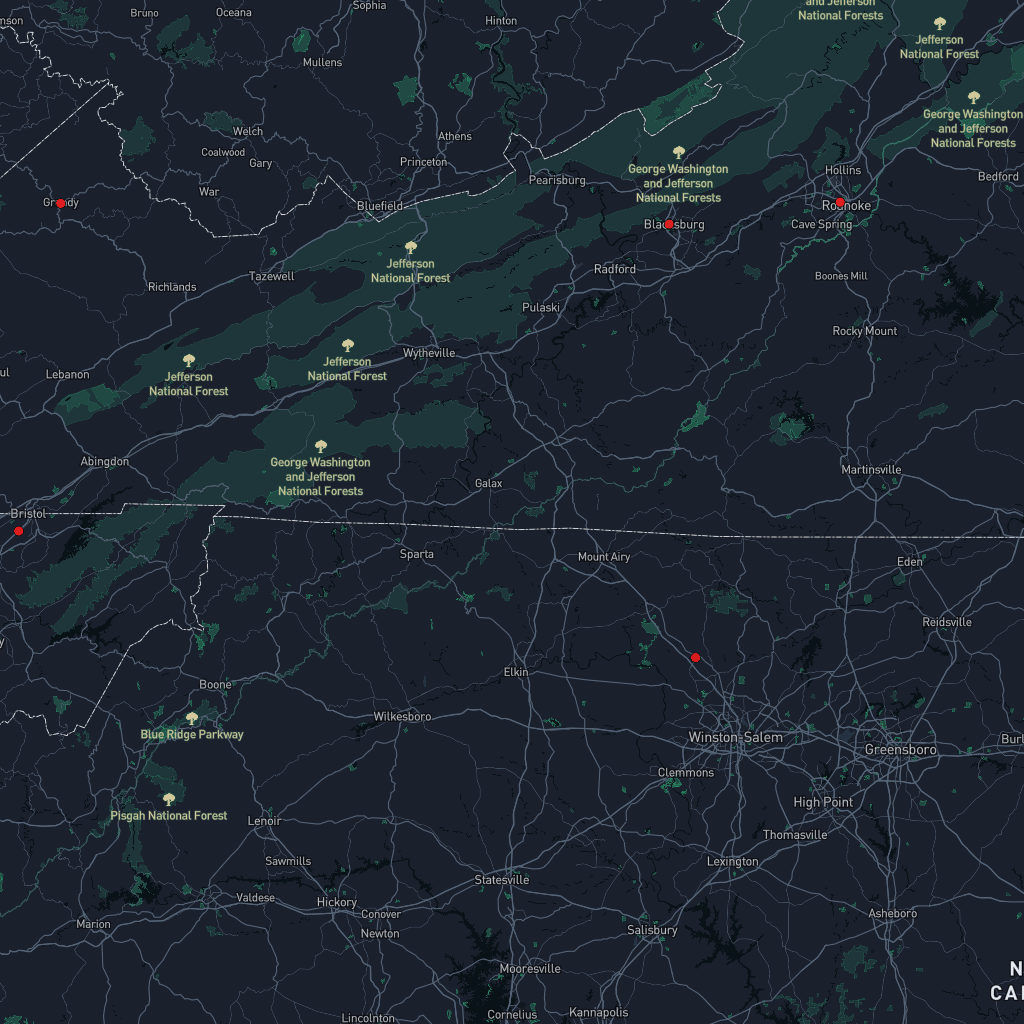 Sophia
Oceana
Bruno
Hinton
and Jefferson
National Forests
Jefferson
National Forest
Mullens
George Washington
and Jefferson
National Forests
Welch
Athens
Coalwood
Gary
Princeton
Hollins
George Washington
and Jefferson
National Forests
Pearisburg
Bedford
War
Grundy
Bluefield
Roanoke
Cave Spring
Blacksburg
Jefferson
National Forest
Tazewell
Radford
Boones Mill
Richlands
Pulaski
Rocky Mount
Wytheville
Jefferson
National Forest
Lebanon
Jefferson
National Forest
Abingdon
George Washington
and Jefferson
National Forests
Martinsville
Galax
Bristol
Sparta
Mount Airy
Eden
Reidsville
Elkin
Boone
Wilkesboro
Blue Ridge Parkway
Winston-Salem
Greensboro
Clemmons
High Point
Pisgah National Forest
Lenoir
Thomasville
Sawmills
Lexington
Statesville
Valdese
Hickory
Conover
Asheboro
Marion
Newton
Salisbury
Mooresville
Lincolnton
Cornelius
Kannapolis